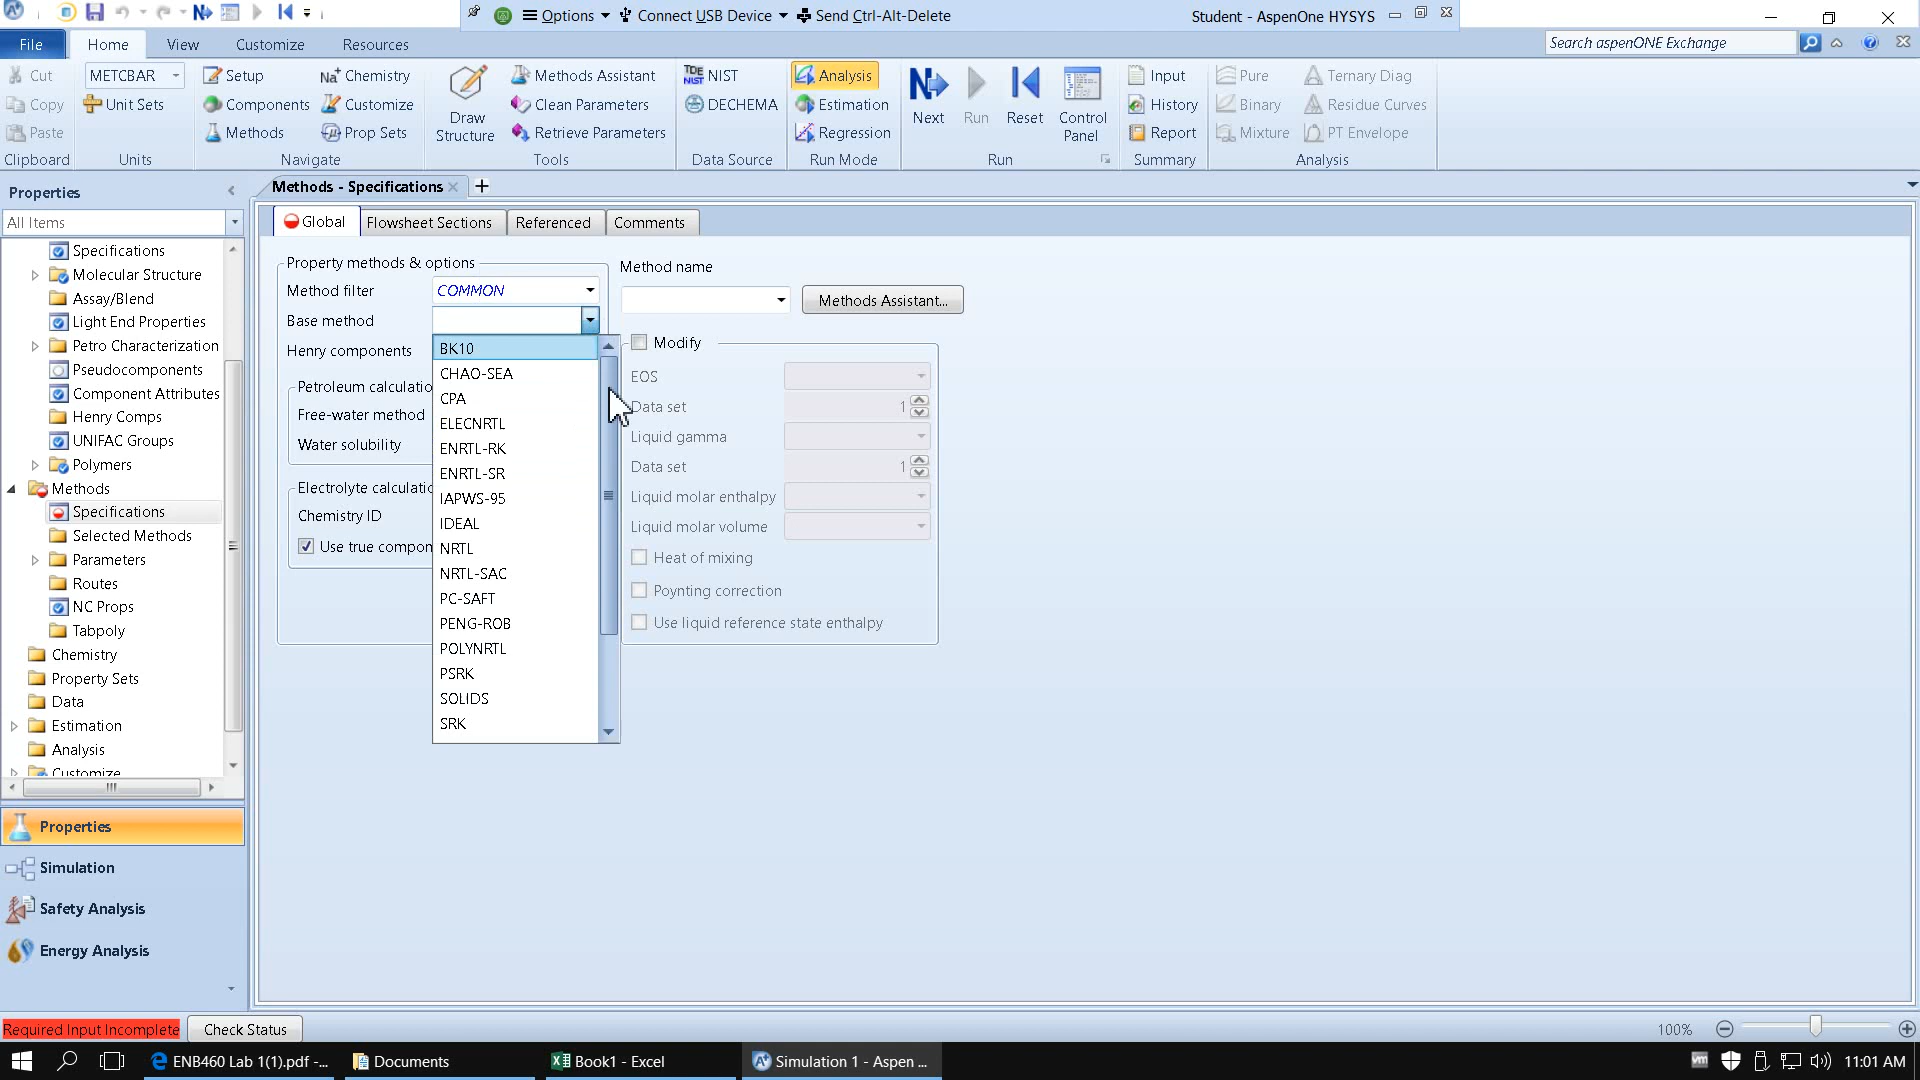 Options
Connect USB Device
Send Ctrl-Alt-Delete
Student - AspenOne HYSYS
File
Home
View
Customize
Resources
Search aspenONE Exchange
Cut
Copy
Paste
Clipboard
METCBAR
Unit Sets
Units
Setup
Components
Methods
Na+ Chemistry
Customize
Prop Sets
Navigate
Draw
Structure
Methods Assistant
Clean Parameters
Retrieve Parameters
Tools
TDE
NIST NIST
DECHEMA
Data Source
Analysis
Estimation
Regression
Run Mode
Next
Run
Reset
Control
Panel
Run
Input
History
Report
Summary
Pure
Binary
Mixture
Ternary Diag
Residue Curves
PT Envelope
Analysis
Properties
All Items
Specifications
Molecular Structure
Assay/Blend
Light End Properties
Petro Characterization
Pseudocomponents
Component Attributes
Henry Comps
UNIFAC Groups
Polymers
Methods
Specifications
Selected Methods
Parameters
Routes
NC Props
Tabpoly
Chemistry
Property Sets
Data
Estimation
Analysis
Customize
Properties
Simulation
Safety Analysis
Energy Analysis
Methods - Specifications
Global
Flowsheet Sections
Referenced
Comments
Property methods & options
Method filter
COMMON
Base method
Henry components
Petroleum calculatio
Free-water method
Water solubility
Electrolyte calculatio
Chemistry ID
Use true compon
BK10
CHAO-SEA
CPA
ELECNRTL
ENRTL-RK
ENRTL-SR
IAPWS-95
IDEAL
NRTL
NRTL-SAC
PC-SAFT
PENG-ROB
POLYNRTL
PSRK
SOLIDS
SRK
Method name
Methods Assistant...
Modify
EOS
Data set 1
Liquid gamma
Data set 1
Liquid molar enthalpy
Liquid molar volume
Heat of mixing
Poynting correction
Use liquid reference state enthalpy
Required Input Incomplete
Check Status
100%
ENB460 Lab 1(1).pdf -...
Documents
Book1 - Excel
Simulation 1 - Aspen ...
vm
11:01 AM